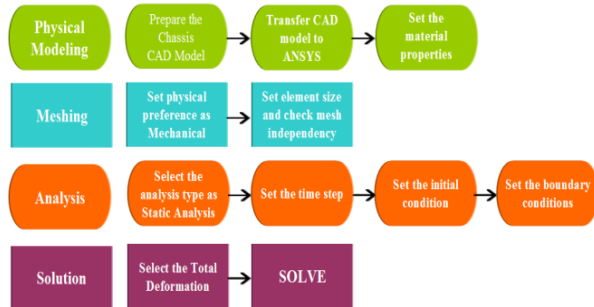 Physical
Modeling
Prepare the
Chassis
CAD Model
Transfer CAD
model to
ANSYS
Set the
material
properties
Meshing
Set physical
preference as
Mechanical
Set element size
and check mesh
independency
Analysis
Select the
analysis type as
Static Analysis
Set the time step
Set the initial
condition
Set the boundary
conditions
Solution
Select the Total
Deformation
SOLVE